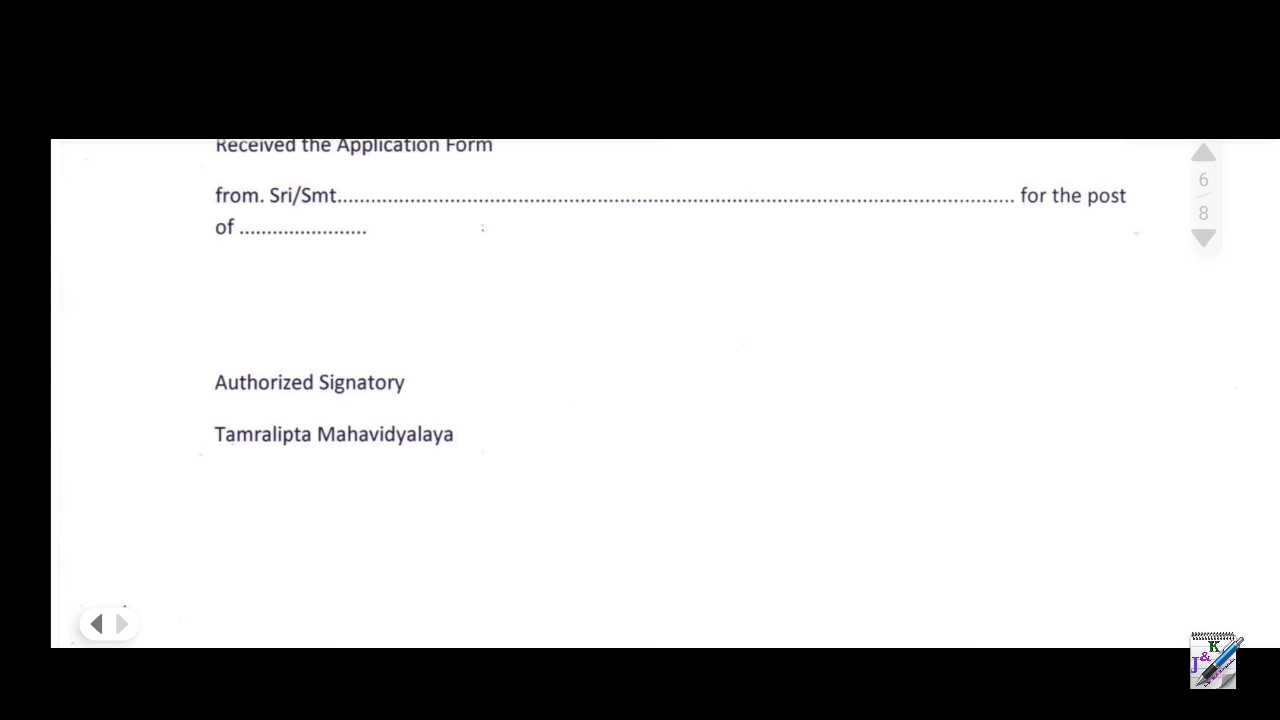 Received the Application Form
from. Sri/Smt.......................................................................................................................... for the post
of .......................
Authorized Signatory
Tamralipta Mahavidyalaya
6
8
J&K